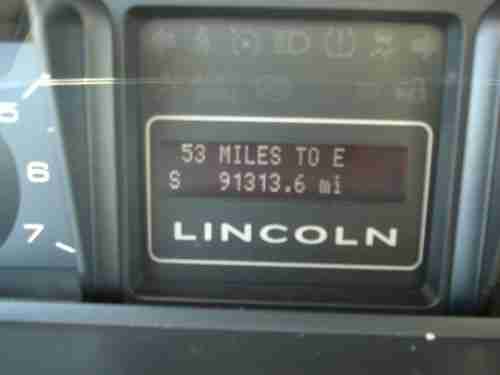 53 MILES TO E
S 91313.6 mi
LINCOLN
5
6
7